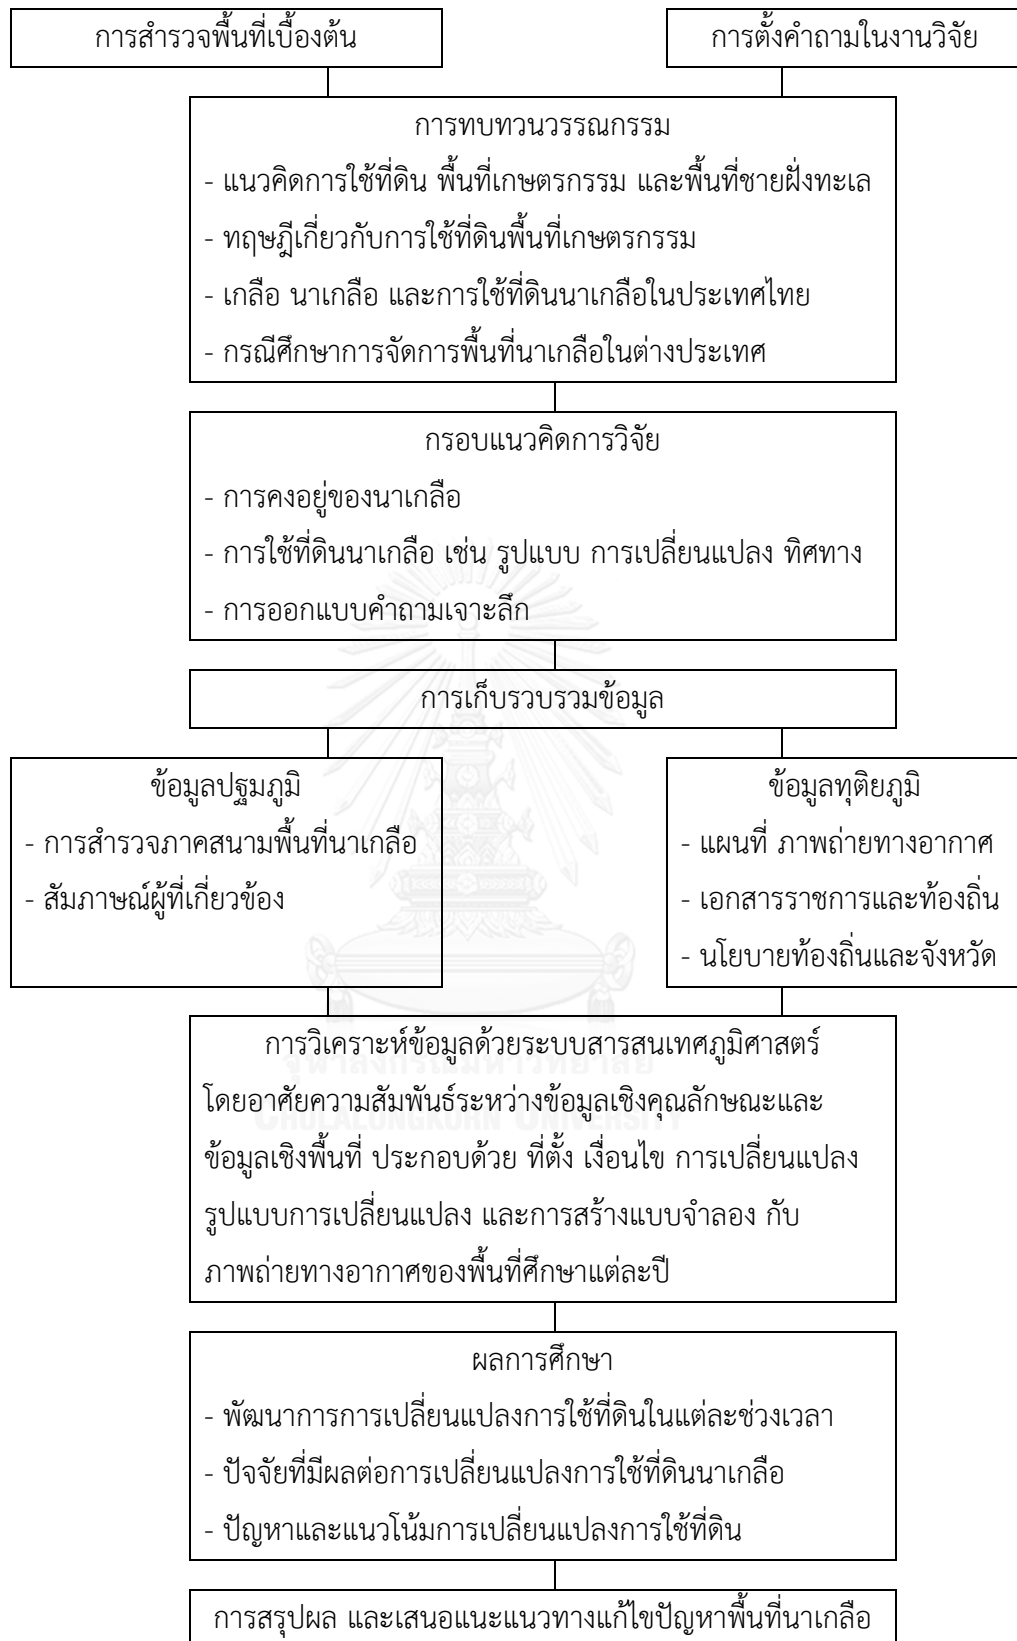 การสำรวจพื้นที่เบื้องต้น
การตั้งคำถามในงานวิจัย
การทบทวนวรรณกรรม
- แนวคิดการใช้ที่ดิน พื้นที่เกษตรกรรม และพื้นที่ชายฝั่งทะเล
- ทฤษฎีเกี่ยวกับการใช้ที่ดินพื้นที่เกษตรกรรม
- เกลือ นาเกลือ และการใช้ที่ดินนาเกลือในประเทศไทย
- กรณีศึกษาการจัดการพื้นที่นาเกลือในต่างประเทศ
กรอบแนวคิดการวิจัย
- การคงอยู่ของนาเกลือ
- การใช้ที่ดินนาเกลือ เช่น รูปแบบ การเปลี่ยนแปลง ทิศทาง
- การออกแบบคำถามเจาะลึก
การเก็บรวบรวมข้อมูล
ข้อมูลปฐมภูมิ
- การสำรวจภาคสนามพื้นที่นาเกลือ
- สัมภาษณ์ผู้ที่เกี่ยวข้อง
ข้อมูลทุติยภูมิ
- แผนที่ ภาพถ่ายทางอากาศ
- เอกสารราชการและท้องถิ่น
- นโยบายท้องถิ่นและจังหวัด
การวิเคราะห์ข้อมูลด้วยระบบสารสนเทศภูมิศาสตร์
จุฬาลงกรณ์มหาวิทยาลัย
โดยอาศัยความสัมพันธ์ระหว่างข้อมูลเชิงคุณลักษณะและ
CHULALONGKORN UNIVERSITY
ข้อมูลเชิงพื้นที่ ประกอบด้วย ที่ตั้ง เงื่อนไข การเปลี่ยนแปลง
รูปแบบการเปลี่ยนแปลง และการสร้างแบบจำลอง กับ
ภาพถ่ายทางอากาศของพื้นที่ศึกษาแต่ละปี
ผลการศึกษา
- พัฒนาการการเปลี่ยนแปลงการใช้ที่ดินในแต่ละช่วงเวลา
- ปัจจัยที่มีผลต่อการเปลี่ยนแปลงการใช้ที่ดินนาเกลือ
- ปัญหาและแนวโน้มการเปลี่ยนแปลงการใช้ที่ดิน
การสรุปผล และเสนอแนะแนวทางแก้ไขปัญหาพื้นที่นาเกลือ